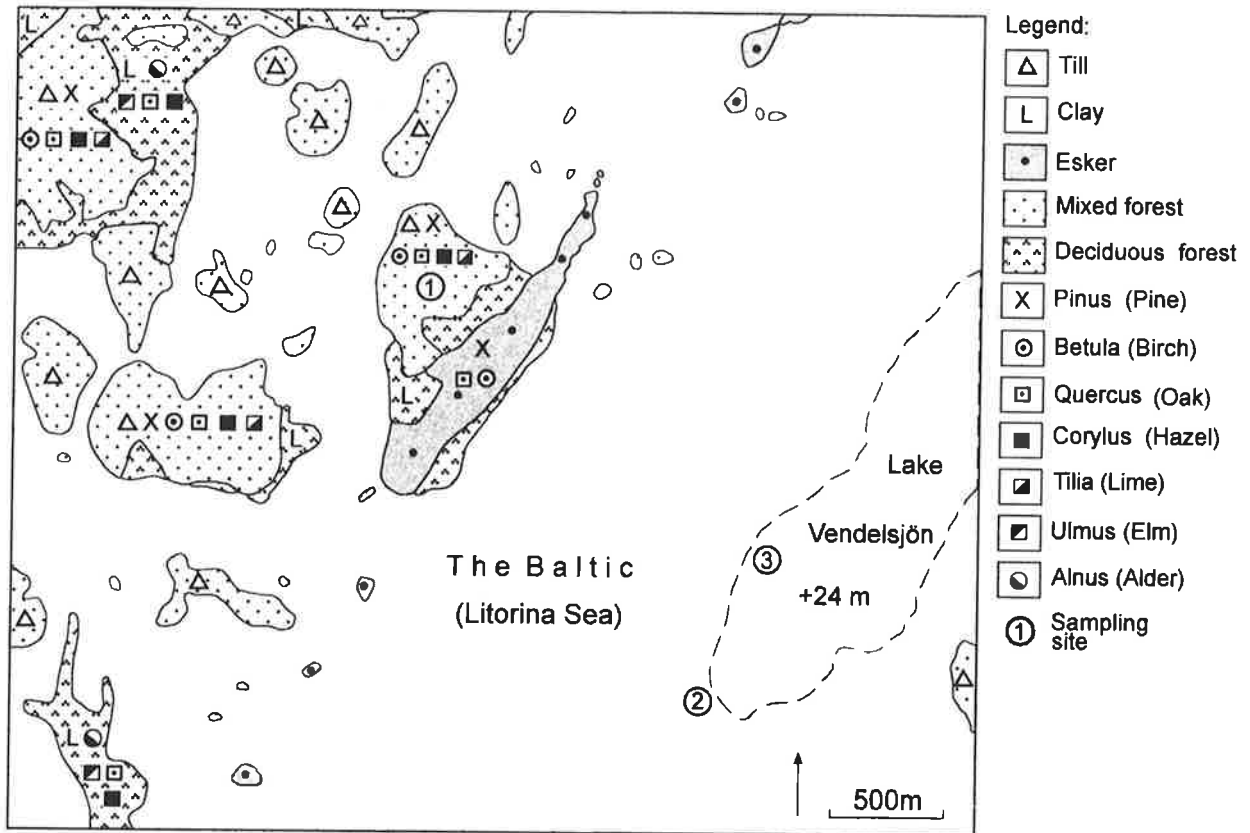 L
L
L
X
X
①
X
L
X
L
The Baltic
(Litorina Sea)
Lake
Vendelsjön
③
+24 m
②
L
500m
Legend:
Till
L Clay
Esker
Mixed forest
Deciduous forest
X Pinus (Pine)
Betula (Birch)
Quercus (Oak)
Corylus (Hazel)
Tilia (Lime)
Ulmus (Elm)
Alnus (Alder)
① Sampling
site